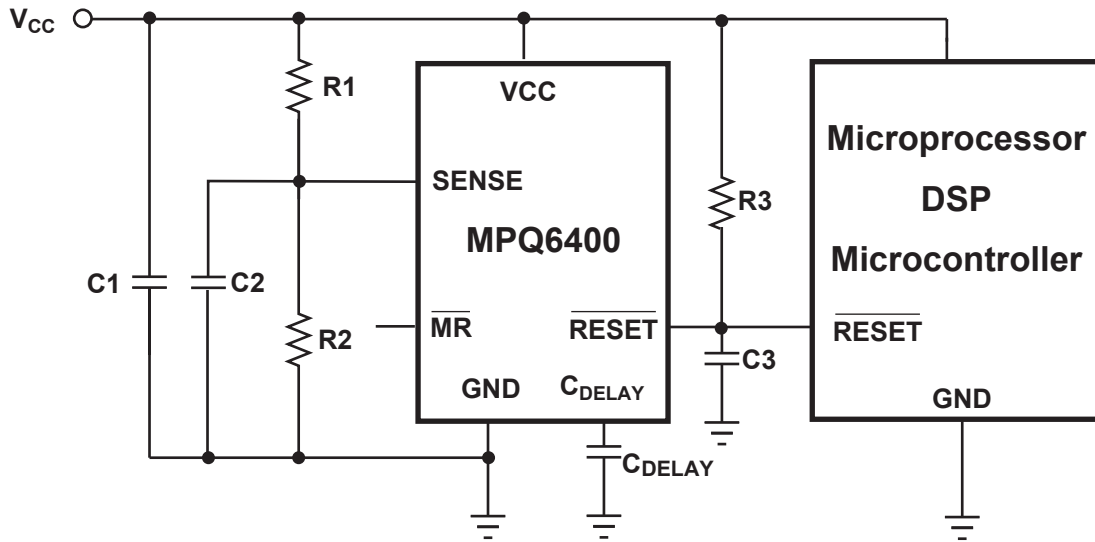 VCC
R1
VCC
SENSE
MPQ6400
R3
Microprocessor
DSP
Microcontroller
C1
C2
R2
MR
RESET
C3
RESET
GND
CDELAY
GND
CDELAY